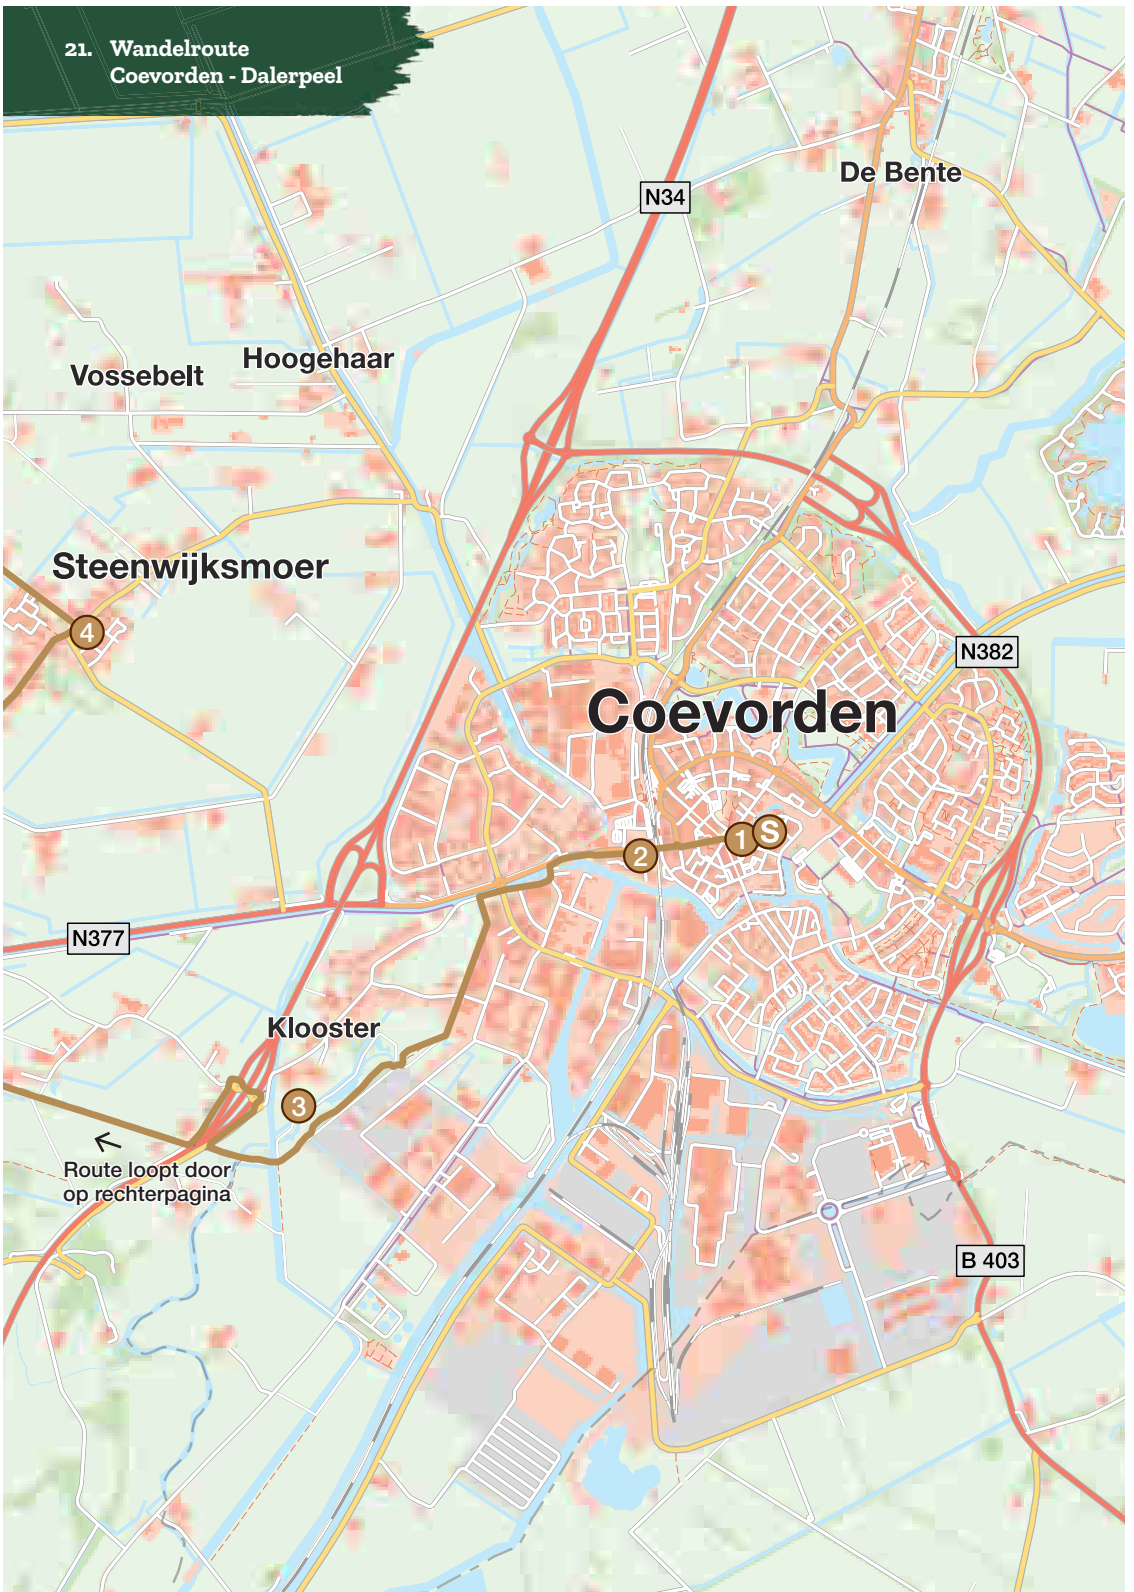 21. Wandelroute
Coevorden - Dalerpeel
De Bente
N34
Hoogehaar
Vossebelt
Steenwijksmoer
4
N382
Coevorden
1
S
2
N377
Klooster
3
Route loopt door
op rechterpagina
B 403